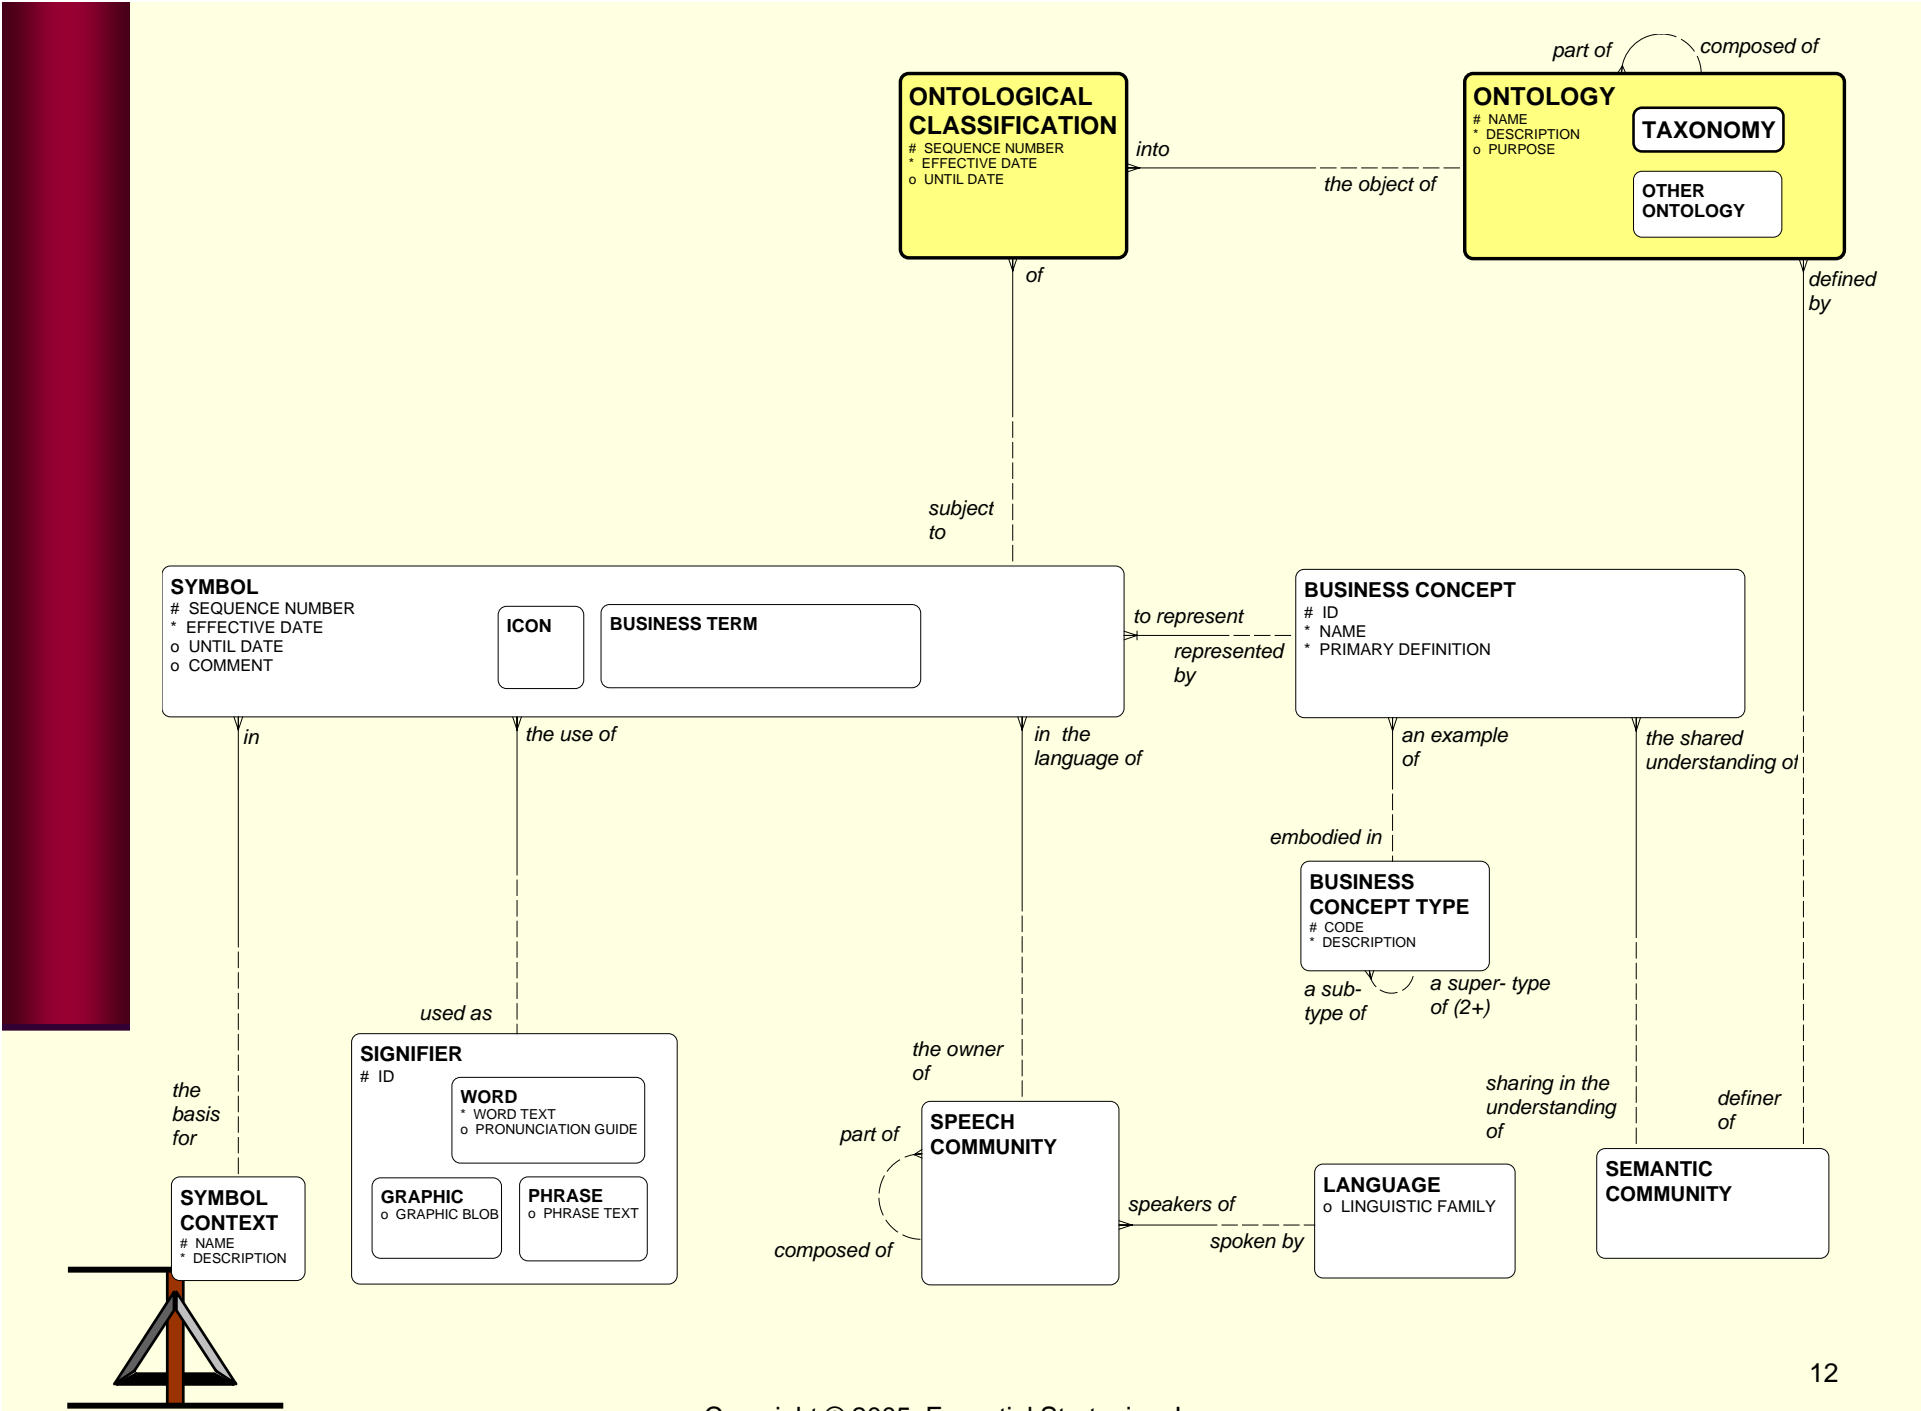 part of
composed of
ONTOLOGICAL
CLASSIFICATION
# SEQUENCE NUMBER
* EFFECTIVE DATE
o UNTIL DATE
into
the object of
ONTOLOGY
# NAME
* DESCRIPTION
o PURPOSE
TAXONOMY
OTHER
ONTOLOGY
of
defined
by
subject
to
SYMBOL
# SEQUENCE NUMBER
* EFFECTIVE DATE
o UNTIL DATE
o COMMENT
ICON
BUSINESS TERM
to represent
represented
by
BUSINESS CONCEPT
# ID
* NAME
* PRIMARY DEFINITION
in
the use of
in the
language of
an example
of
the shared
understanding of
embodied in
BUSINESS
CONCEPT TYPE
# CODE
* DESCRIPTION
a sub-
type of
a super- type
of (2+)
used as
the owner
of
the
basis
for
sharing in the
understanding
of
definer
of
SYMBOL
CONTEXT
# NAME
* DESCRIPTION
SIGNIFIER
# ID
WORD
* WORD TEXT
o PRONUNCIATION GUIDE
GRAPHIC
o GRAPHIC BLOB
PHRASE
o PHRASE TEXT
part of
composed of
SPEECH
COMMUNITY
speakers of
spoken by
LANGUAGE
o LINGUISTIC FAMILY
SEMANTIC
COMMUNITY
12
Copyright © 2005, Essential Strategies, I